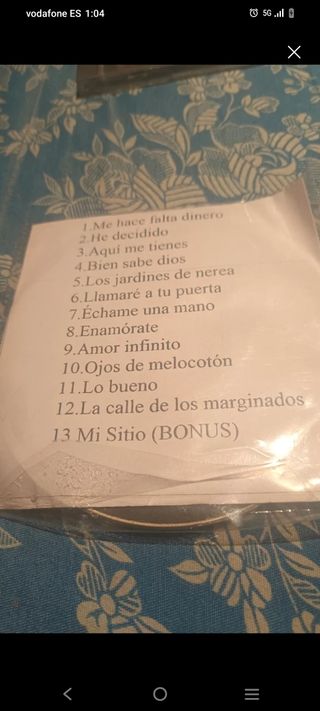 vodafone ES 1:04
5G
1.Me hace falta dinero
2.He decidido
3.Aquí me tienes
4.Bien sabe dios
5.Los jardines de nerea
6.Llamaré a tu puerta
7.Échame una mano
8.Enamórate
9.Amor infinito
10.Ojos de melocotón
11.Lo bueno
12.La calle de los marginados
13 Mi Sitio (BONUS)